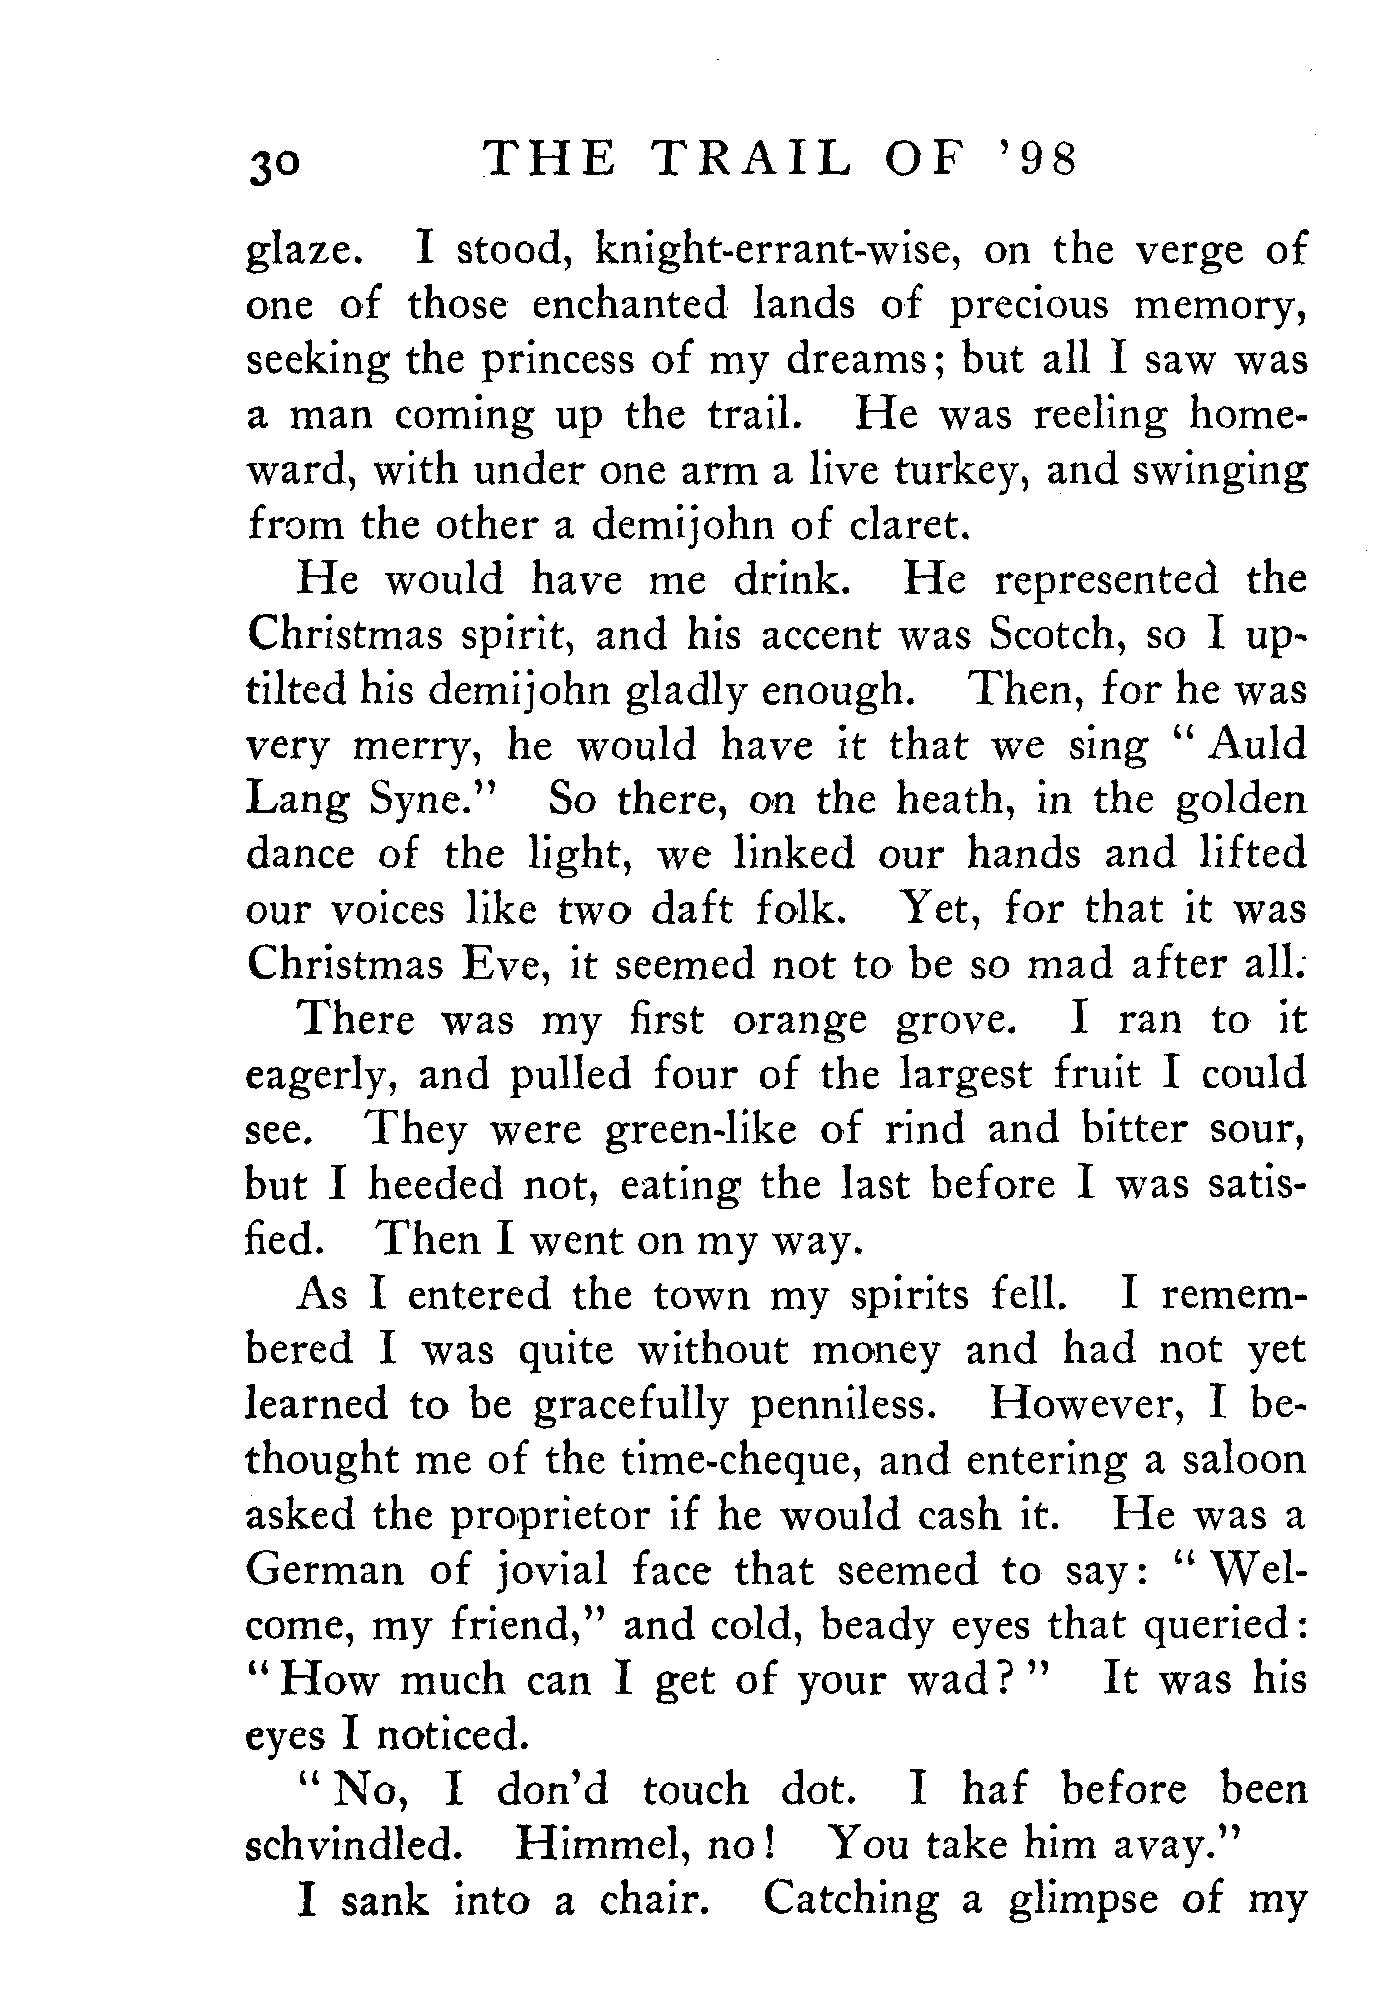 30 THE TRAIL OF '98
glaze. I stood, knight-errant-wise, on the verge of
one of those enchanted lands of precious memory,
seeking the princess of my dreams; but all I saw was
a man coming up the trail. He was reeling home-
ward, with under one arm a live turkey, and swinging
from the other a demijohn of claret.
He would have me drink. He represented the
Christmas spirit, and his accent was Scotch, so I up-
tilted his demijohn gladly enough. Then, for he was
very merry, he would have it that we sing " Auld
Lang Syne." So there, on the heath, in the golden
dance of the light, we linked our hands and lifted
our voices like two daft folk. Yet, for that it was
Christmas Eve, it seemed not to be so mad after all.
There was my first orange grove. I ran to it
eagerly, and pulled four of the largest fruit I could
see. They were green-like of rind and bitter sour,
but I heeded not, eating the last before I was satis-
fied. Then I went on my way.
As I entered the town my spirits fell. I remem-
bered I was quite without money and had not yet
learned to be gracefully penniless. However, I be-
thought me of the time-cheque, and entering a saloon
asked the proprietor if he would cash it. He was a
German of jovial face that seemed to say: " Wel-
come, my friend," and cold, beady eyes that queried:
" How much can I get of your wad? " It was his
eyes I noticed.
" No, I don'd touch dot. I haf before been
schvindled. Himmel, no! You take him avay."
I sank into a chair. Catching a glimpse of my